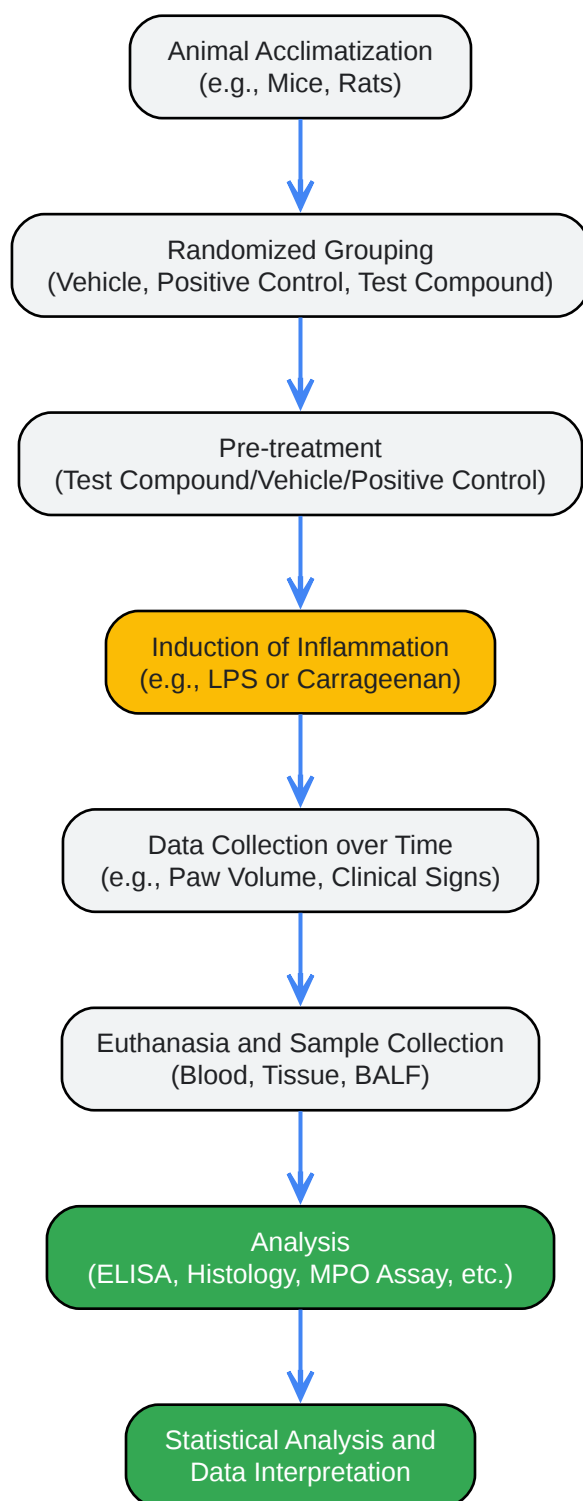 Animal Acclimatization
(e.g., Mice, Rats)
Randomized Grouping
(Vehicle, Positive Control, Test Compound)
Pre-treatment
(Test Compound/Vehicle/Positive Control)
Induction of Inflammation
(e.g., LPS or Carrageenan)
Data Collection over Time
(e.g., Paw Volume, Clinical Signs)
Euthanasia and Sample Collection
(Blood, Tissue, BALF)
Analysis
(ELISA, Histology, MPO Assay, etc.)
Statistical Analysis and
Data Interpretation